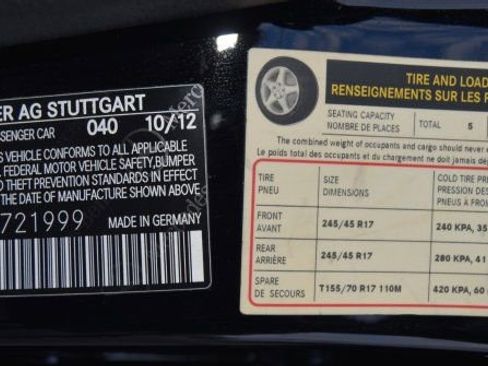 ER AG STUTTGART
SENGER CAR 040 10/12
S VEHICLE CONFORMS TO ALL
FEDERAL MOTOR VEHICLE SAFETY, BUMPER
D THEFT PREVENTION STANDARDS IN EFFECT
THE DATE OF MANUFACTURE SHOWN ABOVE.
721999 MADE IN GERMANY
TIRE AND LOAD
RENSEIGNEMENTS SUR LES P
SEATING CAPACITY
NOMBRE DE PLACES
TOTAL 5
The combined weight of occupants and cargo should never e
Le poids total des occupants et du chargement ne doit jamais dé
TIRE
PNEU
SIZE
DIMENSIONS
COLD TIRE PR
PRESSION DES
PNEUS À FROI
FRONT
AVANT
245/45 R17
240 KPA, 35
REAR
ARRIÈRE
245/45 R17
280 KPA, 41
SPARE
DE SECOURS
T155/70 R17 110M
420 KPA, 60